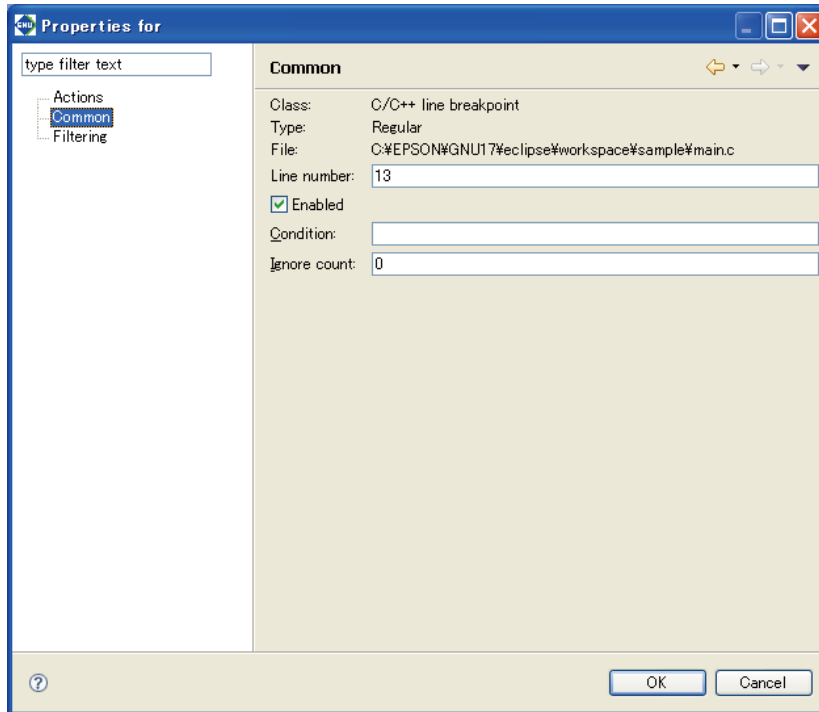 GNU Properties for
type filter text
Common
Actions
Common
Filtering
Class: C/C++ line breakpoint
Type: Regular
File: C:¥EPSON¥GNU17¥eclipse¥workspace¥sample¥main.c
Line number: 13
Enabled
Condition:
Ignore count: 0
?
OK Cancel